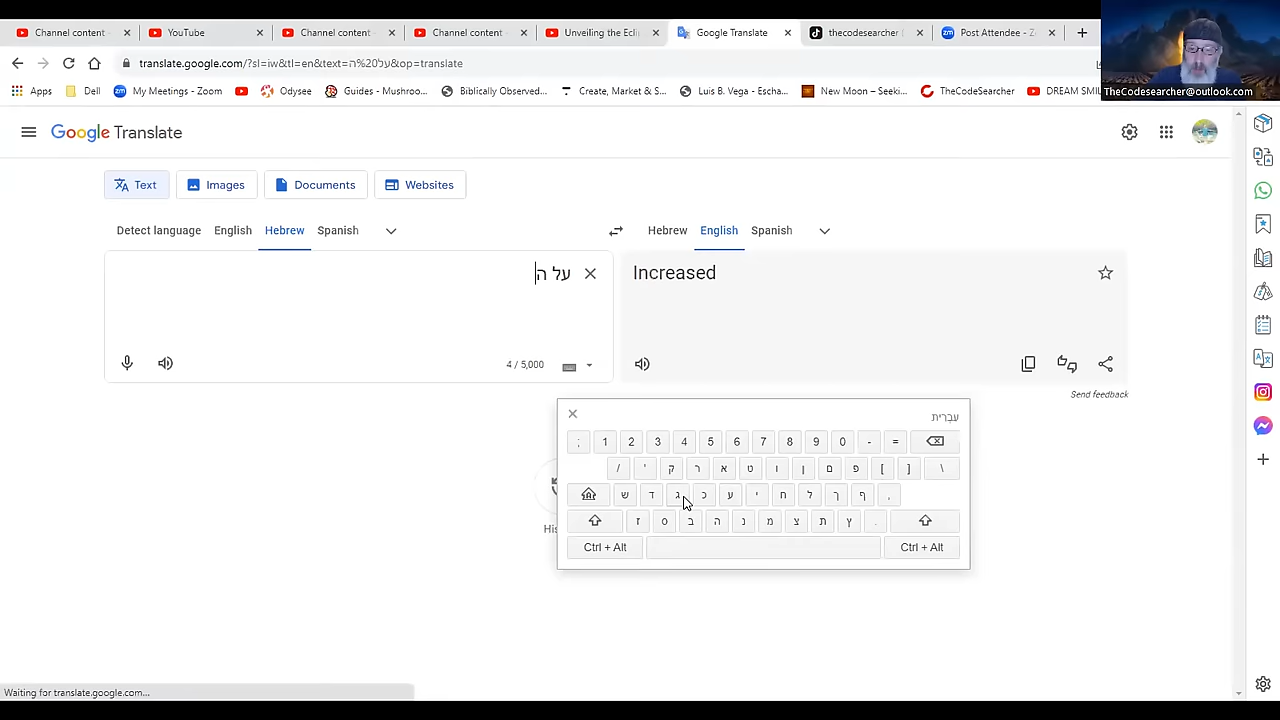 Channel content
YouTube
Channel content
Channel content
Unveiling the Ecli
Google Translate
thecodesearcher (
Post Attendee - Z
translate.google.com/?sl=iw&tl=en&text=על%20ה&op=translate
Apps
Dell
My Meetings - Zoom
Odysee
Guides - Mushroo...
Biblically Observed...
Create, Market & S...
Luis B. Vega - Escha...
New Moon – Seeki...
TheCodeSearcher
DREAM SMI
TheCodesearcher@outlook.com
Google Translate
Text
Images
Documents
Websites
Detect language
English
Hebrew
Spanish
Hebrew
English
Spanish
על ה
Increased
4 / 5,000
Send feedback
עברית
; 1 2 3 4 5 6 7 8 9 0 - =
/ ' ק ר א ט ו ן ם פ [ ] \
ש ד ג כ ע י ח ל ך ף ,
ז ס ב ה נ מ צ ת ץ .
Ctrl + Alt
Ctrl + Alt
His
Waiting for translate.google.com...